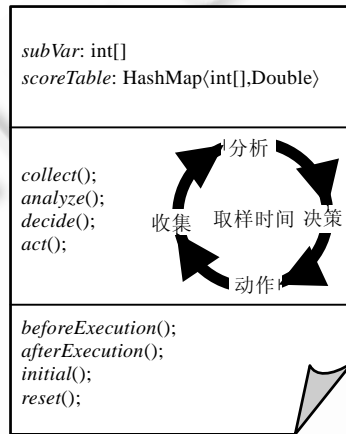 subVar: int[]
scoreTable: HashMap⟨int[],Double⟩
collect();
analyze();
decide();
act();
分析
收集
取样时间
决策
动作
beforeExecution();
afterExecution();
initial();
reset();